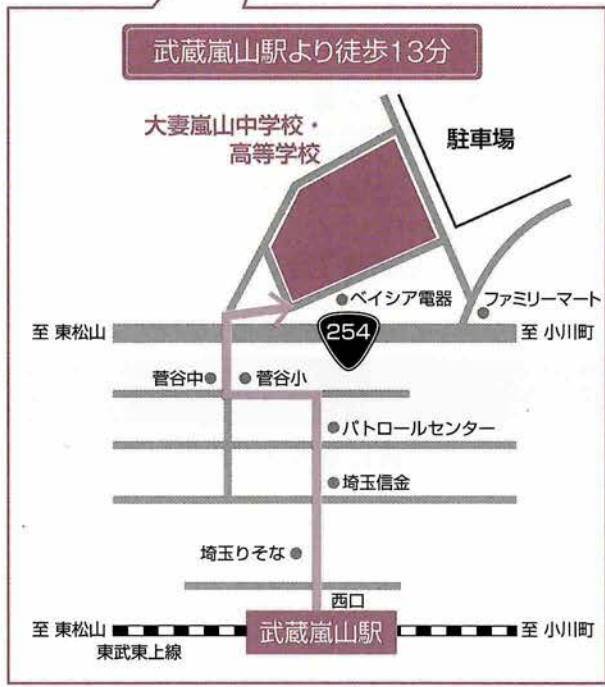 武蔵嵐山駅より徒歩13分
大妻嵐山中学校・
高等学校
駐車場
ベイシア電器
ファミリーマート
至 東松山
254
至 小川町
菅谷中
菅谷小
パトロールセンター
埼玉信金
埼玉りそな
西口
至 東松山
武蔵嵐山駅
至 小川町
東武東上線